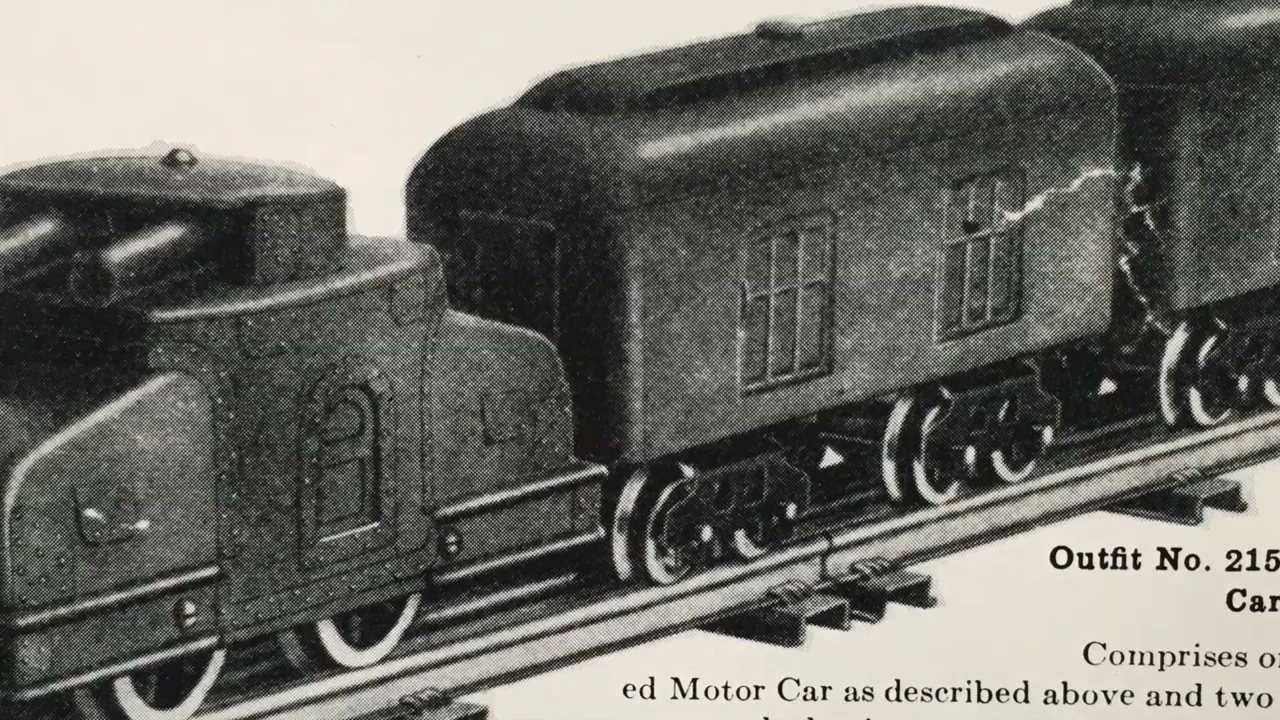 Outfit No. 215
Car
Comprises
ed Motor Car as described above and two